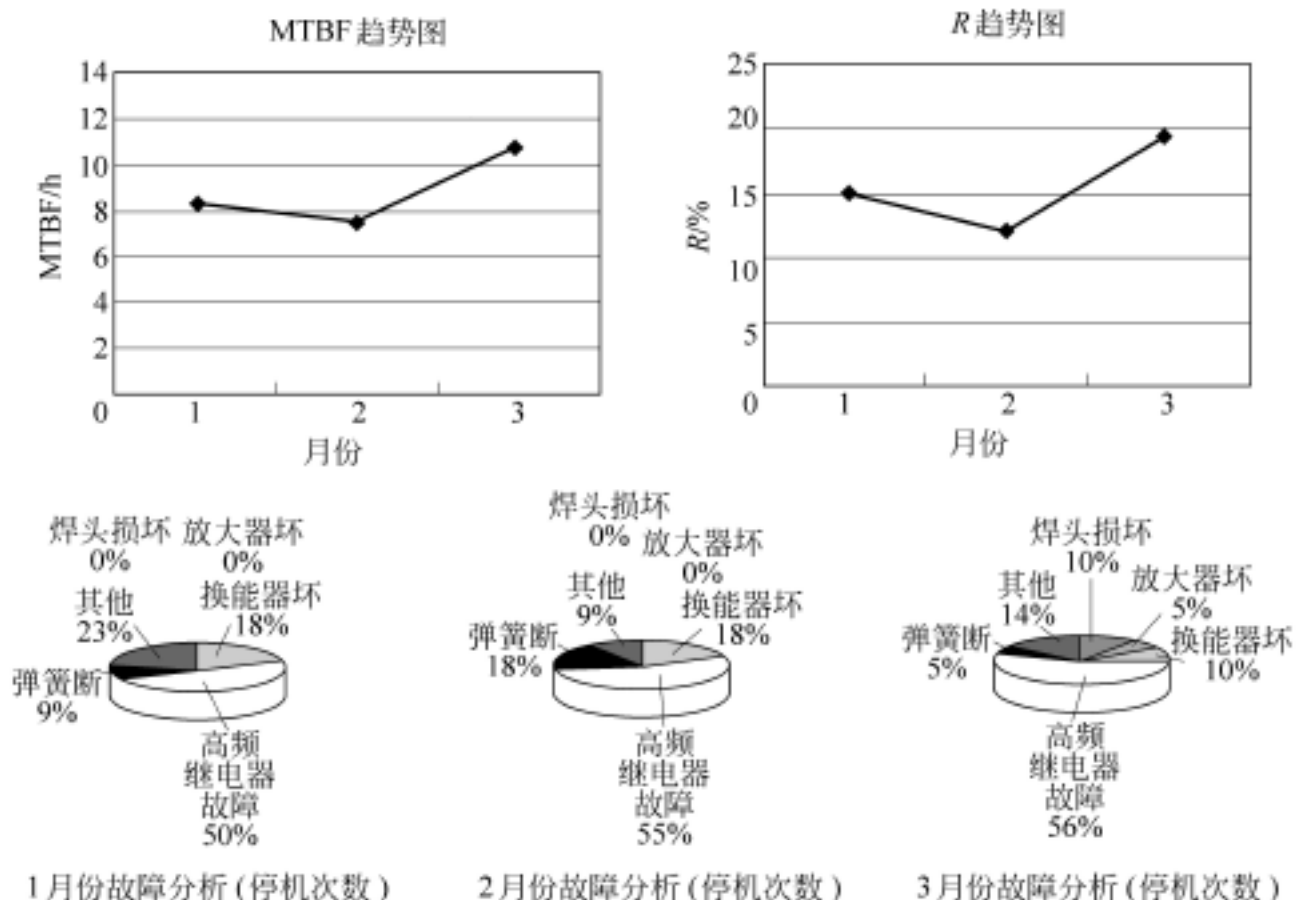 MTBF趋势图
14
12
10
8
6
4
2
0
MTBF/h
1 2 3
月份
R趋势图
25
20
15
10
5
0
R/%
1 2 3
月份
焊头损坏
0%
放大器坏
0%
其他
23%
换能器坏
18%
弹簧断
9%
高频
继电器
故障
50%
1月份故障分析(停机次数)
焊头损坏
0%
放大器坏
0%
其他
9%
换能器坏
18%
弹簧断
18%
高频
继电器
故障
55%
2月份故障分析(停机次数)
焊头损坏
10%
放大器坏
5%
其他
14%
换能器坏
10%
弹簧断
5%
高频
继电器
故障
56%
3月份故障分析(停机次数)